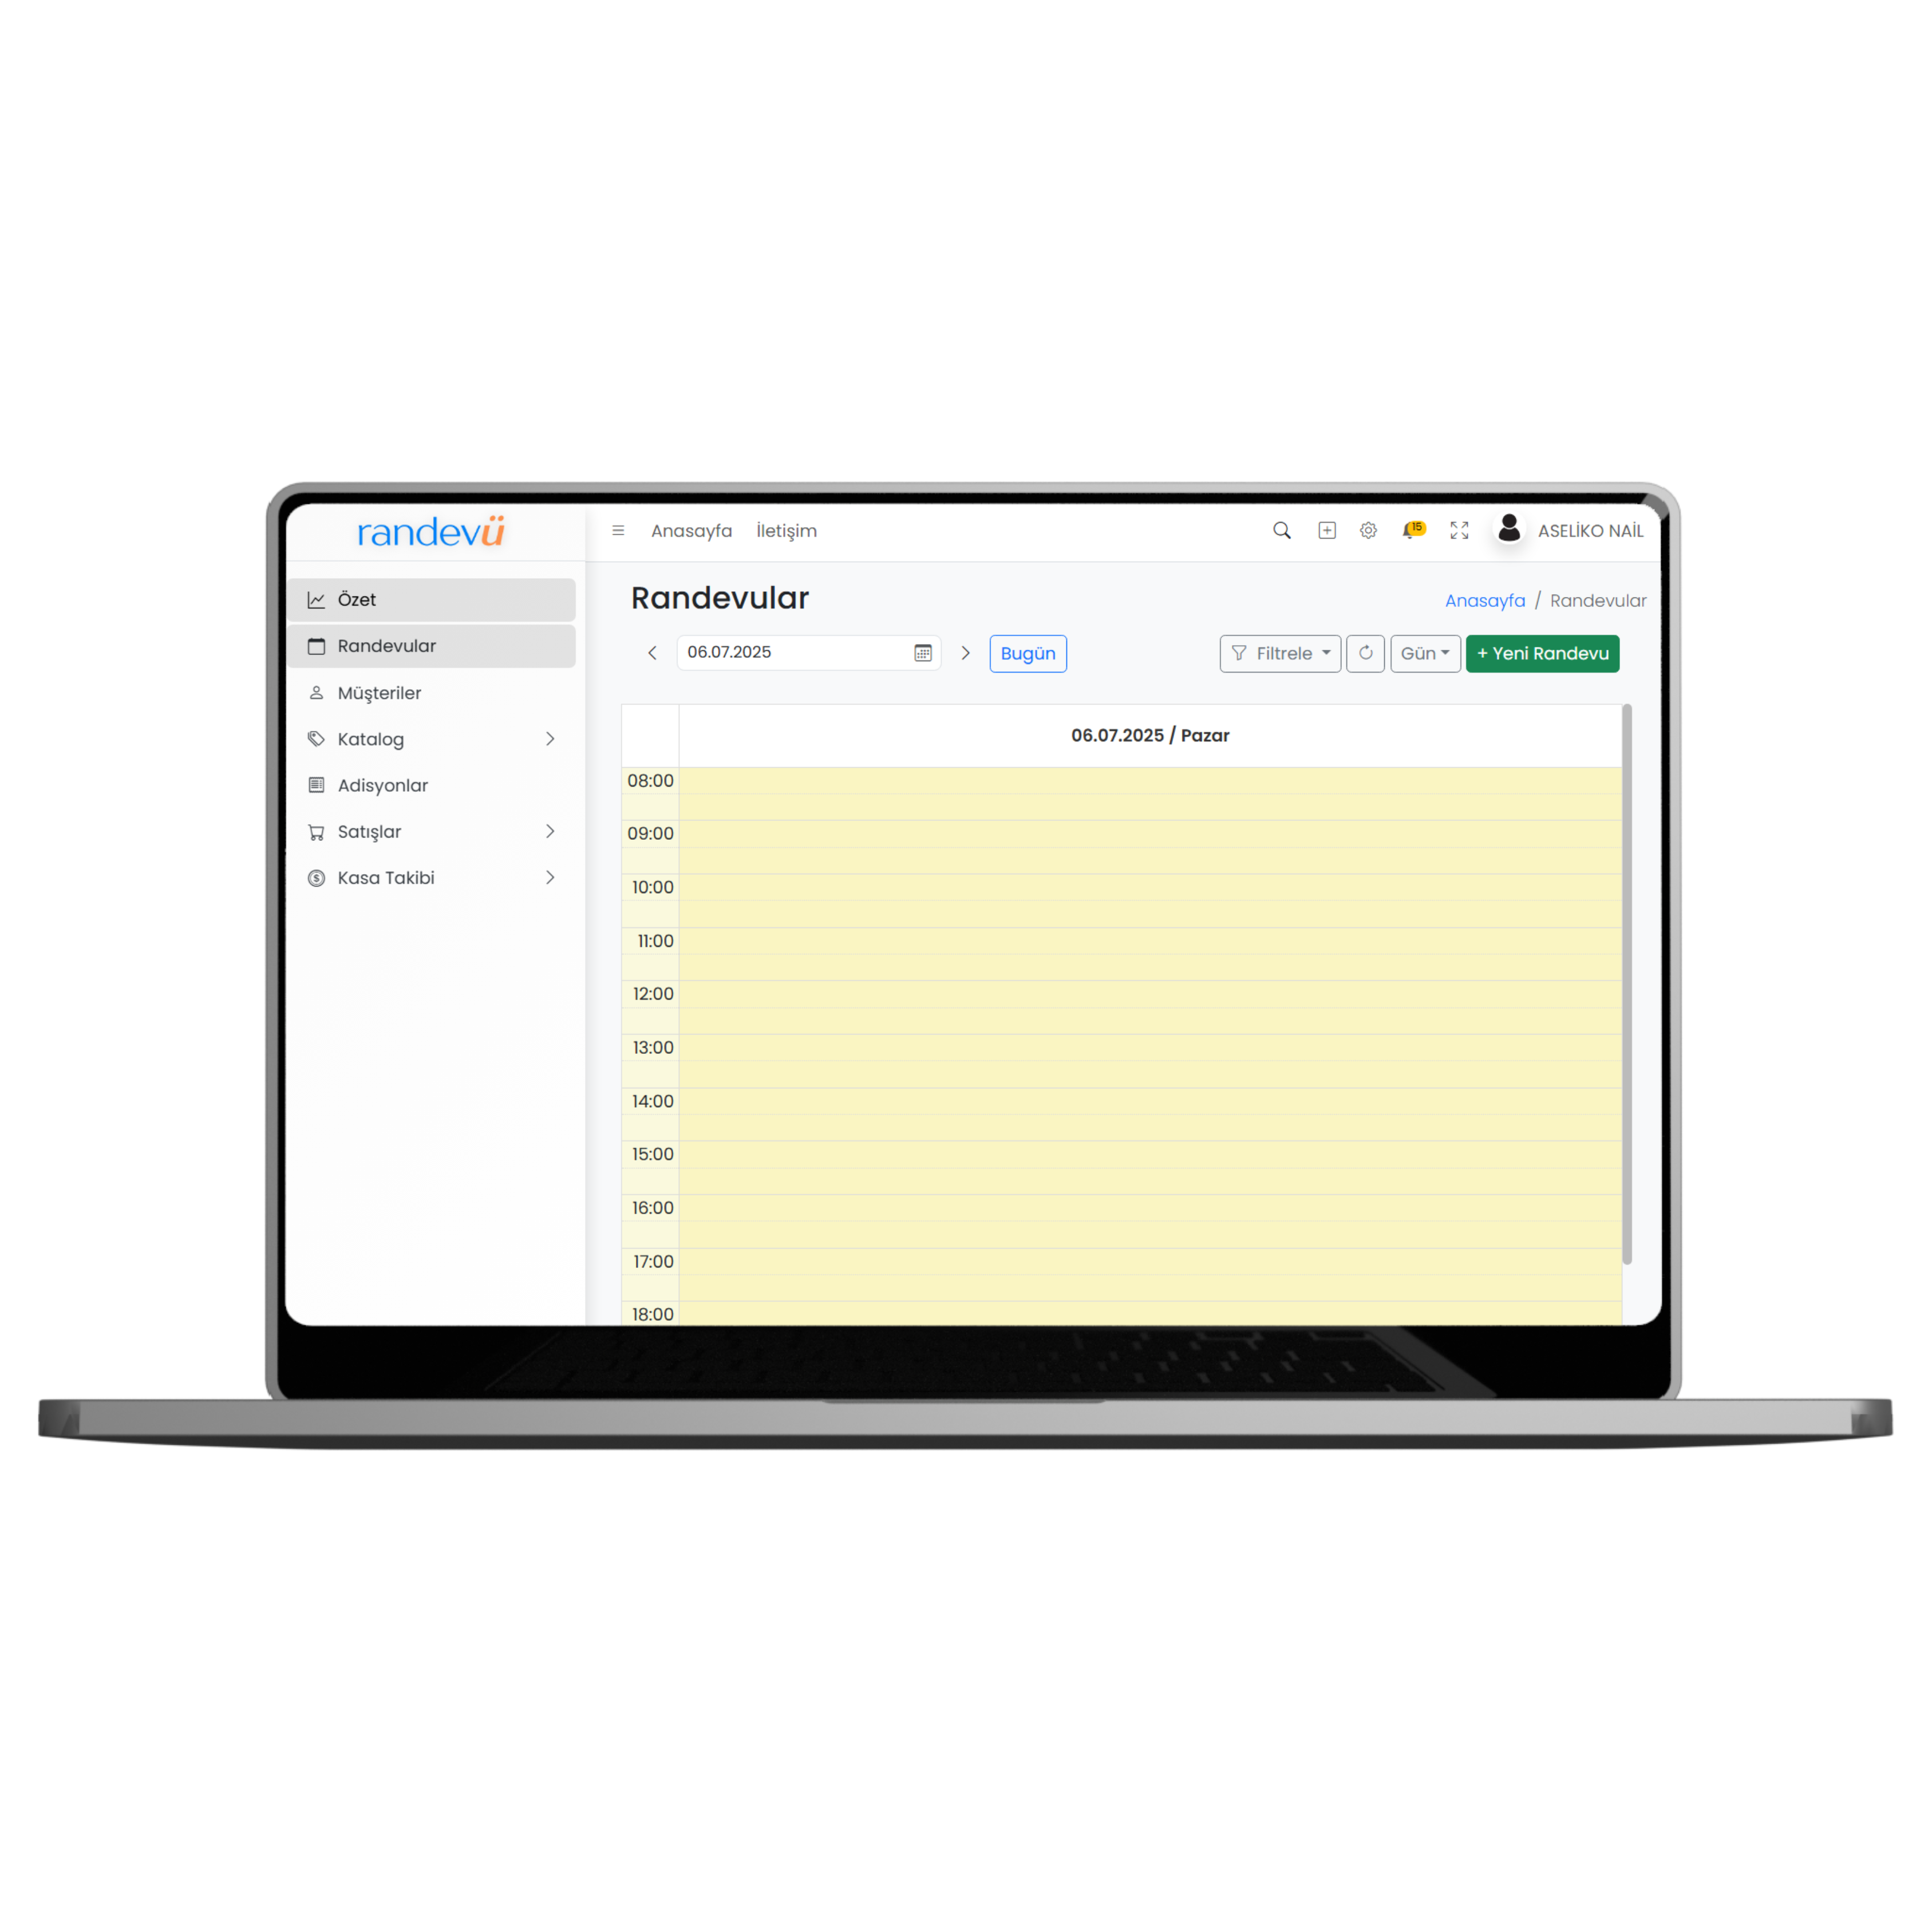 randevü
Anasayfa İletişim 15 ASELİKO NAİL
Özet
Randevular
Müşteriler
Katalog
Adisyonlar
Satışlar
Kasa Takibi
Randevular
Anasayfa / Randevular
06.07.2025 Bugün Filtrele Gün + Yeni Randevu
06.07.2025 / Pazar
08:00
09:00
10:00
11:00
12:00
13:00
14:00
15:00
16:00
17:00
18:00